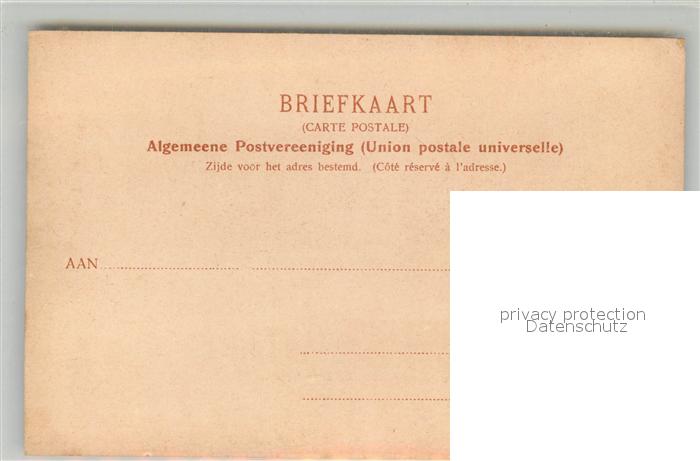 BRIEFKAART
(CARTE POSTALE)
Algemeene Postvereeniging (Union postale universelle)
Zijde voor het adres bestemd. (Côté réservé à l'adresse.)
AAN
privacy protection
Datenschutz